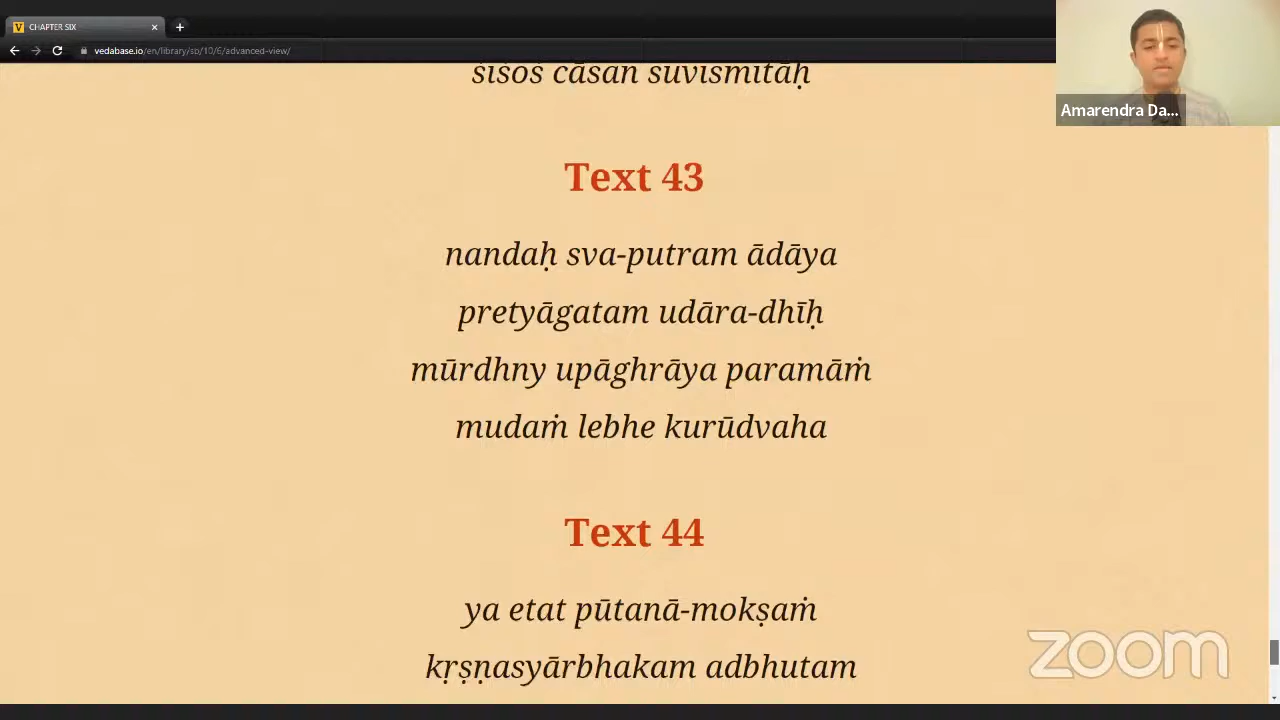 CHAPTER SIX
vedabase.io/en/library/sb/10/6/advanced-view/
śiśoś cāsan suvismitāḥ
Amarendra Da...
Text 43
nandaḥ sva-putram ādāya
pretyāgatam udāra-dhīḥ
mūrdhny upāghrāya paramāṁ
mudaṁ lebhe kurūdvaha
Text 44
ya etat pūtanā-mokṣaṁ
kṛṣṇasyārbhakam adbhutam
zoom